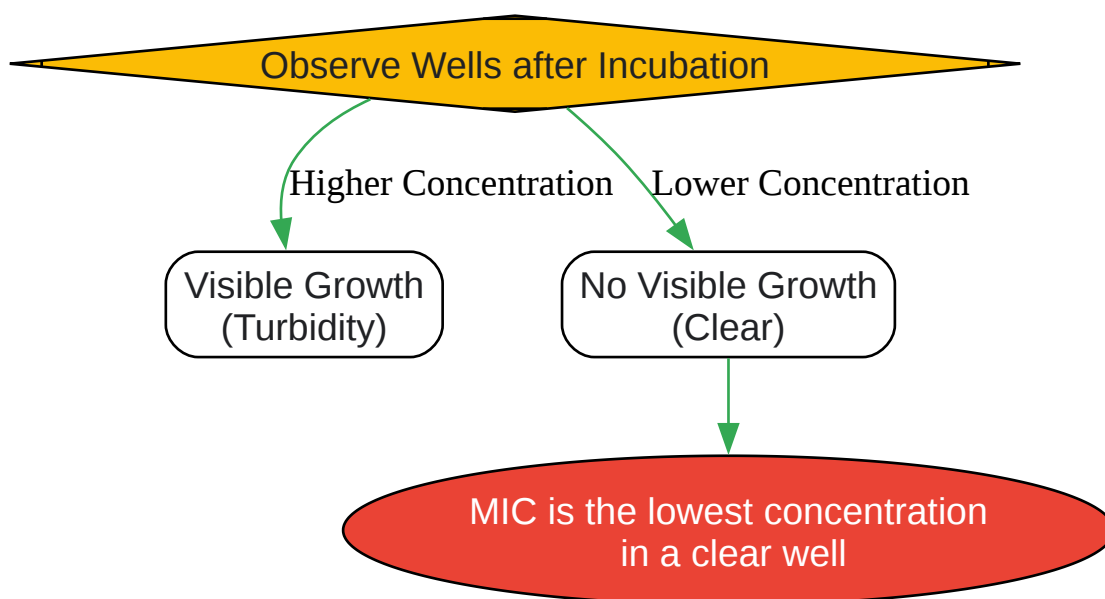 Observe Wells after Incubation
Higher Concentration
Lower Concentration
Visible Growth
(Turbidity)
No Visible Growth
(Clear)
MIC is the lowest concentration
in a clear well